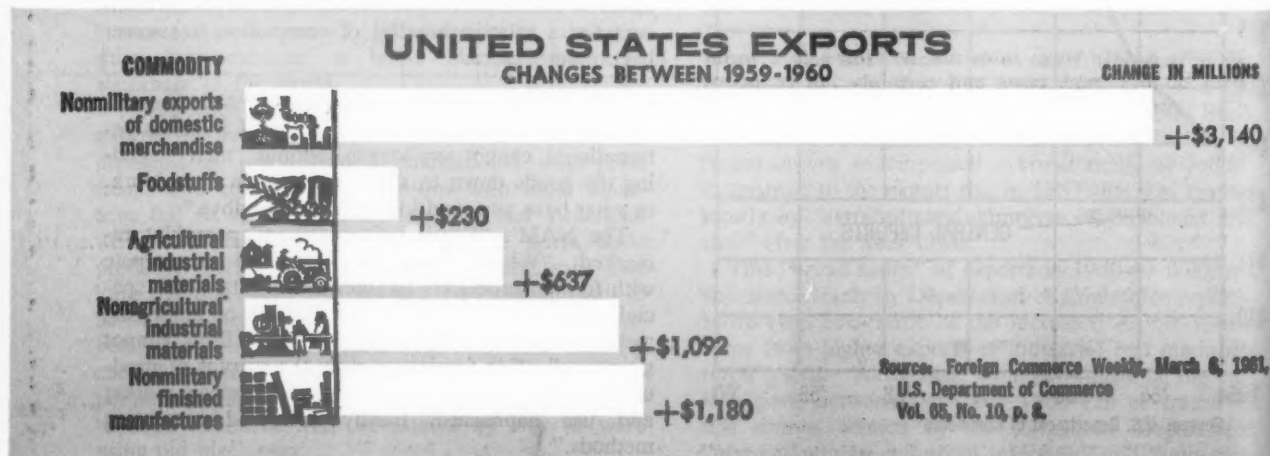 UNITED STATES EXPORTS
CHANGES BETWEEN 1959-1960
COMMODITY
CHANGE IN MILLIONS
Nonmilitary exports
of domestic
merchandise
+$3,140
Foodstuffs
+$230
Agricultural
industrial
materials
+$637
Nonagricultural
industrial
materials
+$1,092
Nonmilitary
finished
manufactures
+$1,180
Source: Foreign Commerce Weekly, March 6, 1961,
U.S. Department of Commerce
Vol. 65, No. 10, p. 8.